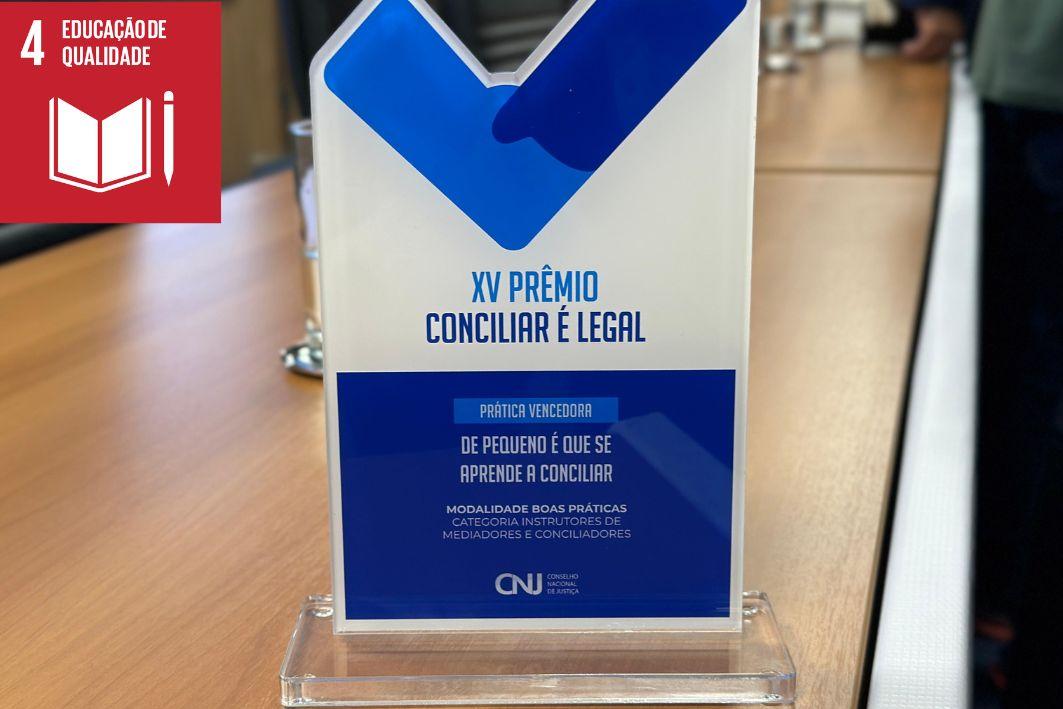 4 EDUCAÇÃO DE
QUALIDADE
XV PRÊMIO
CONCILIAR É LEGAL
PRÁTICA VENCEDORA
DE PEQUENO É QUE SE
APRENDE A CONCILIAR
MODALIDADE BOAS PRÁTICAS
CATEGORIA INSTRUTORES DE
MEDIADORES E CONCILIADORES
CNJ
CONSELHO
NACIONAL
DE JUSTIÇA